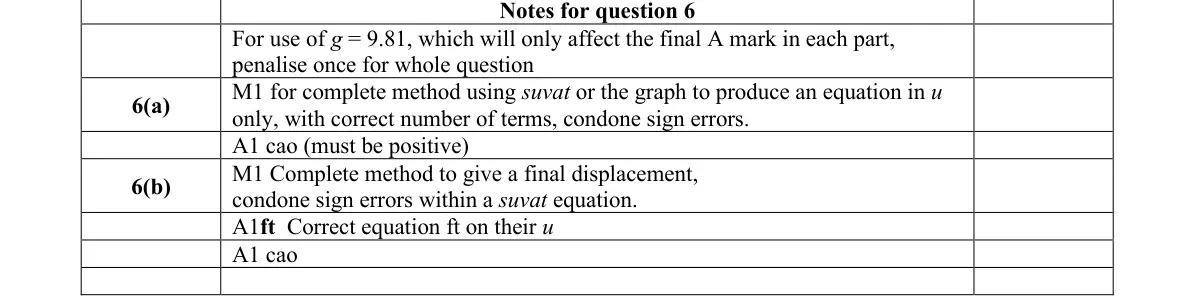 Notes for question 6
For use of g = 9.81, which will only affect the final A mark in each part,
penalise once for whole question
6(a)
M1 for complete method using suvat or the graph to produce an equation in u
only, with correct number of terms, condone sign errors.
A1 cao (must be positive)
6(b)
M1 Complete method to give a final displacement,
condone sign errors within a suvat equation.
A1ft Correct equation ft on their u
A1 cao